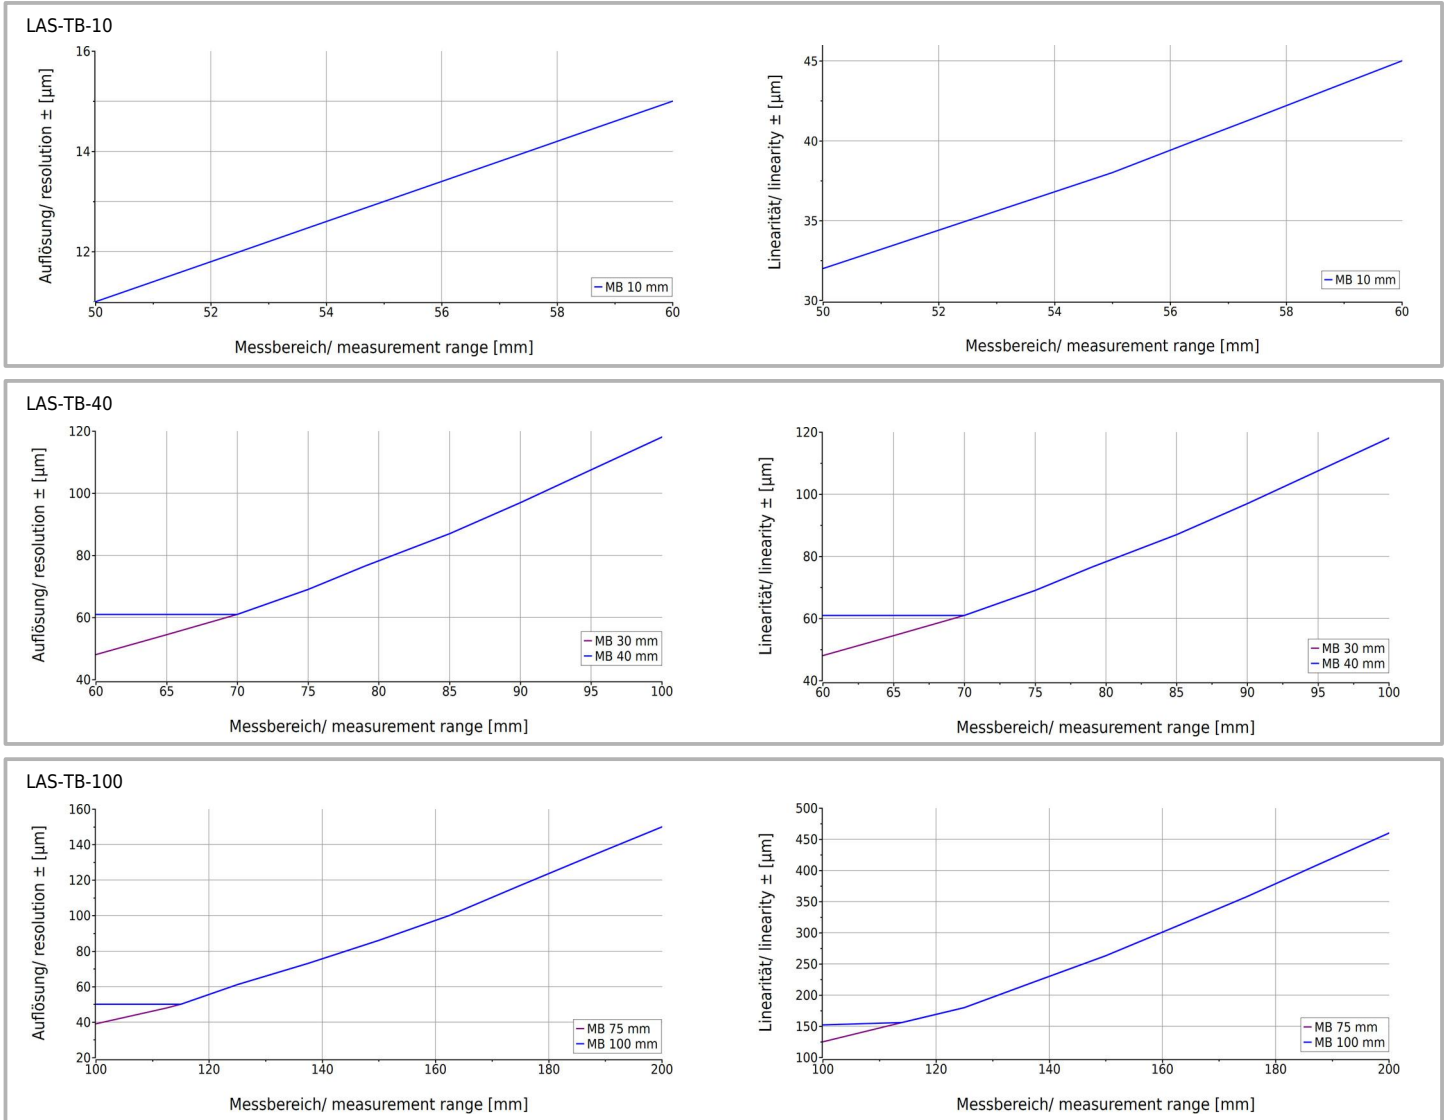 LAS-TB-10
Auflösung/ resolution ± [µm]
16
14
12
50 52 54 56 58 60
MB 10 mm
Messbereich/ measurement range [mm]
Linearität/ linearity ± [µm]
45
40
35
30
50 52 54 56 58 60
MB 10 mm
Messbereich/ measurement range [mm]
LAS-TB-40
Auflösung/ resolution ± [µm]
120
100
80
60
40
60 65 70 75 80 85 90 95 100
MB 30 mm
MB 40 mm
Messbereich/ measurement range [mm]
Linearität/ linearity ± [µm]
120
100
80
60
40
60 65 70 75 80 85 90 95 100
MB 30 mm
MB 40 mm
Messbereich/ measurement range [mm]
LAS-TB-100
Auflösung/ resolution ± [µm]
160
140
120
100
80
60
40
20
100 120 140 160 180 200
MB 75 mm
MB 100 mm
Messbereich/ measurement range [mm]
Linearität/ linearity ± [µm]
500
450
400
350
300
250
200
150
100
100 120 140 160 180 200
MB 75 mm
MB 100 mm
Messbereich/ measurement range [mm]